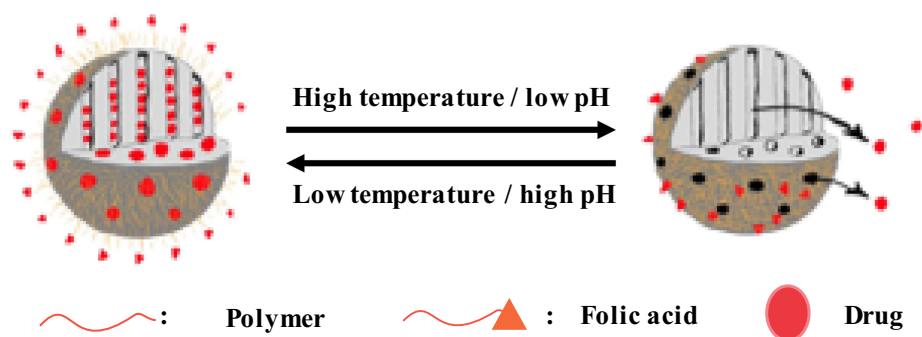 High temperature / low pH
Low temperature / high pH
: Polymer : Folic acid Drug